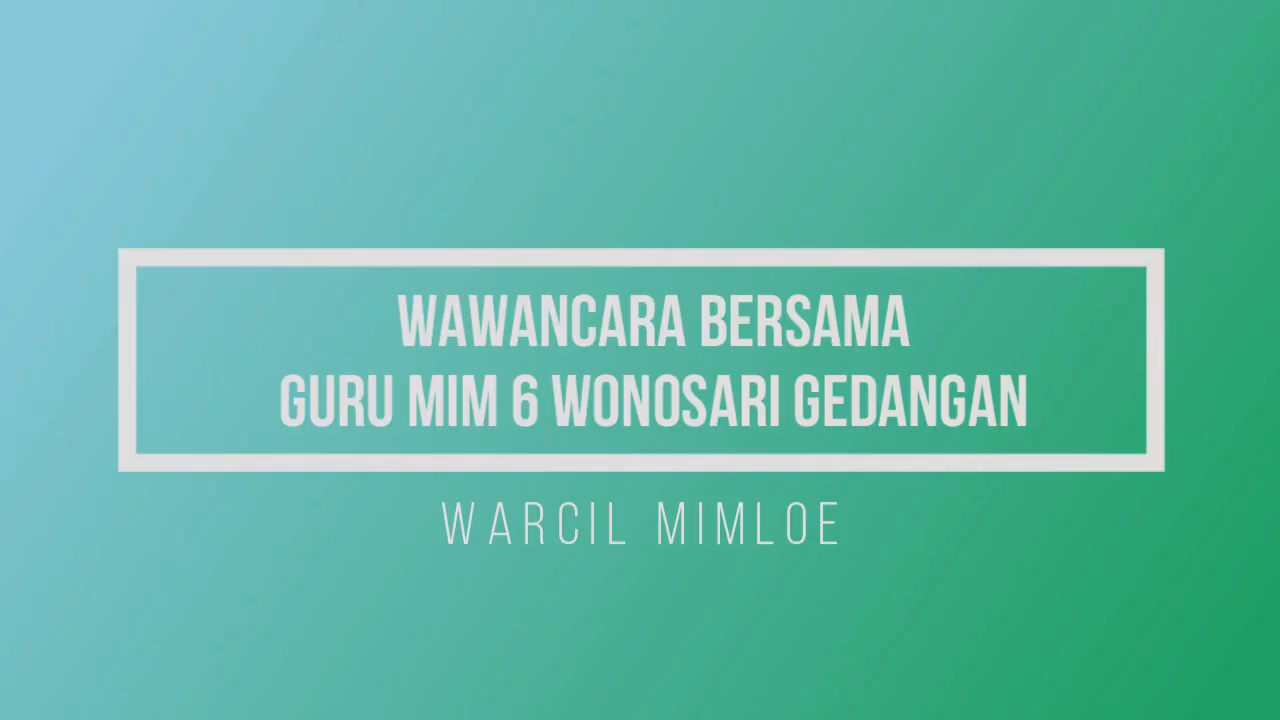 WAWANCARA BERSAMA
GURU MIM 6 WONOSARI GEDANGAN
WARCIL MIMLOE